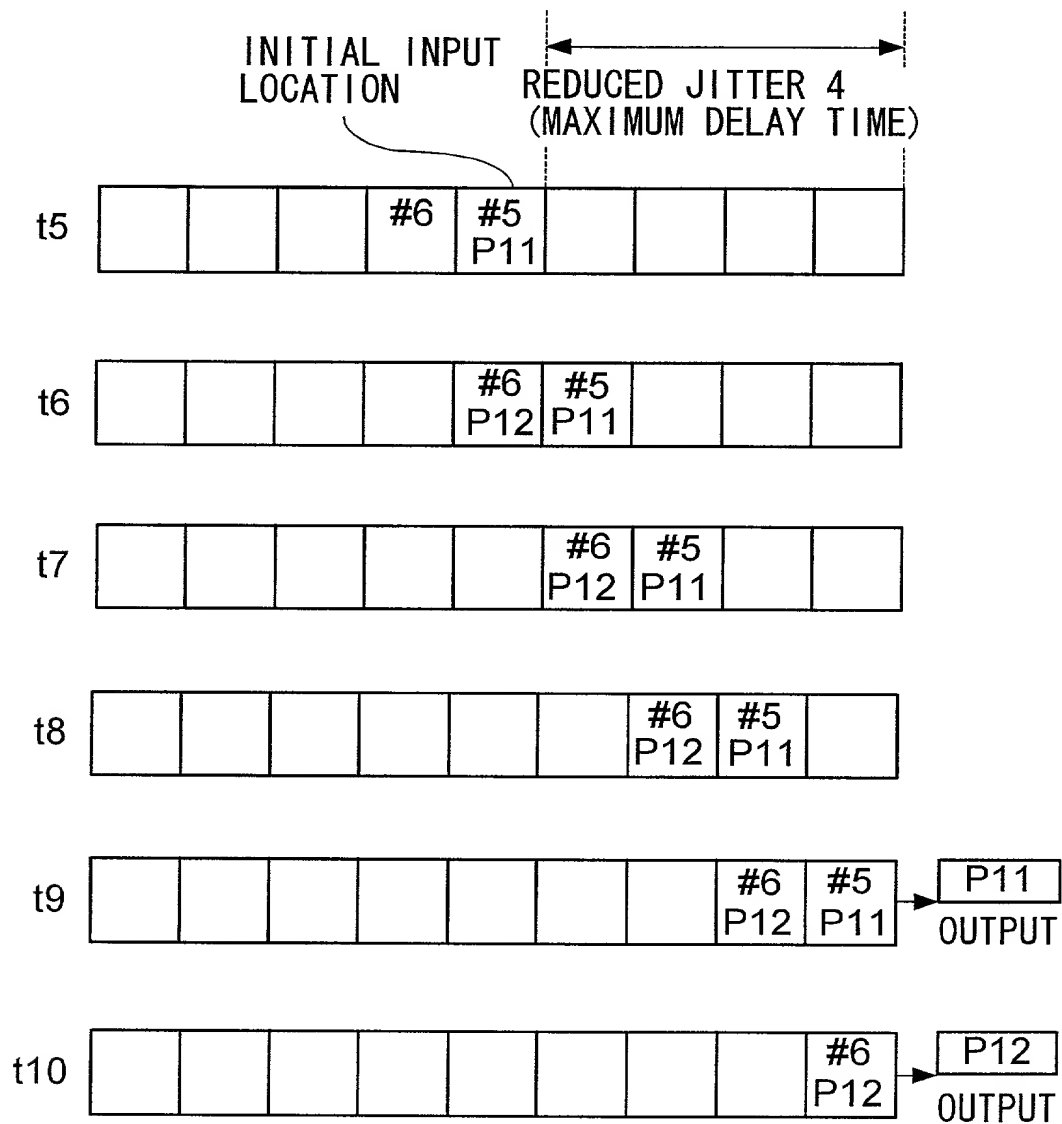 INITIAL INPUT
LOCATION
REDUCED JITTER 4
(MAXIMUM DELAY TIME)
t5
#6
#5
P11
t6
#6
P12
#5
P11
t7
#6
P12
#5
P11
t8
#6
P12
#5
P11
t9
#6
P12
#5
P11
P11
OUTPUT
t10
#6
P12
P12
OUTPUT